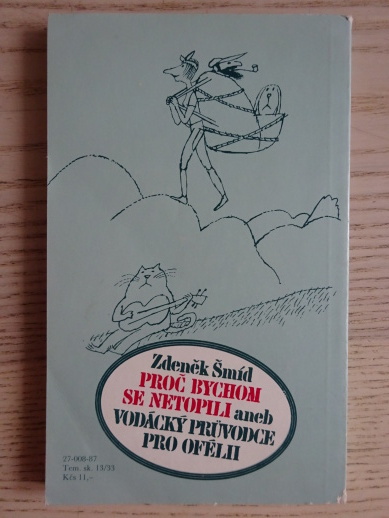 Zdeněk Šmíd
PROČ BYCHOM
SE NETOPILI aneb
VODÁCKÝ PRŮVODCE
PRO OFÉLII
27-006-87
Tem. sk. 13/33
Kčs 11,-